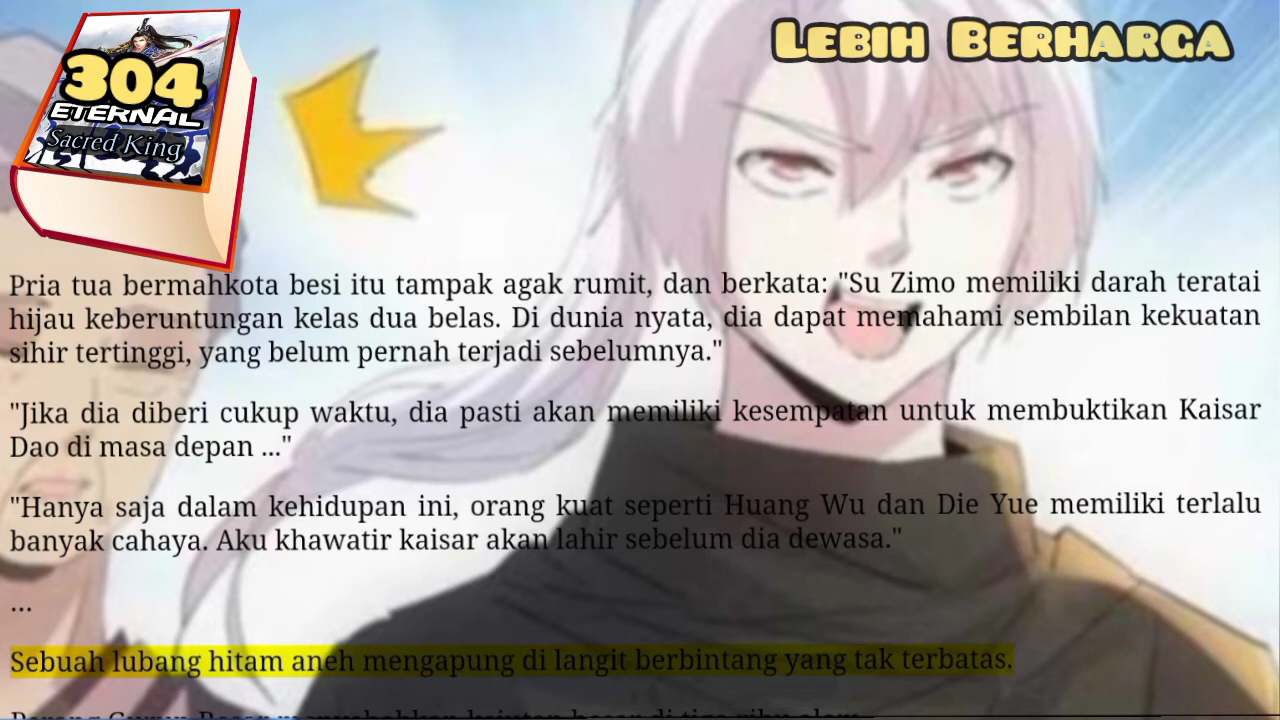 304
ETERNAL
Sacred King
LEBIH BERHARGA
Pria tua bermahkota besi itu tampak agak rumit, dan berkata: "Su Zimo memiliki darah teratai
hijau keberuntungan kelas dua belas. Di dunia nyata, dia dapat memahami sembilan kekuatan
sihir tertinggi, yang belum pernah terjadi sebelumnya."
"Jika dia diberi cukup waktu, dia pasti akan memiliki kesempatan untuk membuktikan Kaisar
Dao di masa depan ..."
"Hanya saja dalam kehidupan ini, orang kuat seperti Huang Wu dan Die Yue memiliki terlalu
banyak cahaya. Aku khawatir kaisar akan lahir sebelum dia dewasa."
...
Sebuah lubang hitam aneh mengapung di langit berbintang yang tak terbatas.